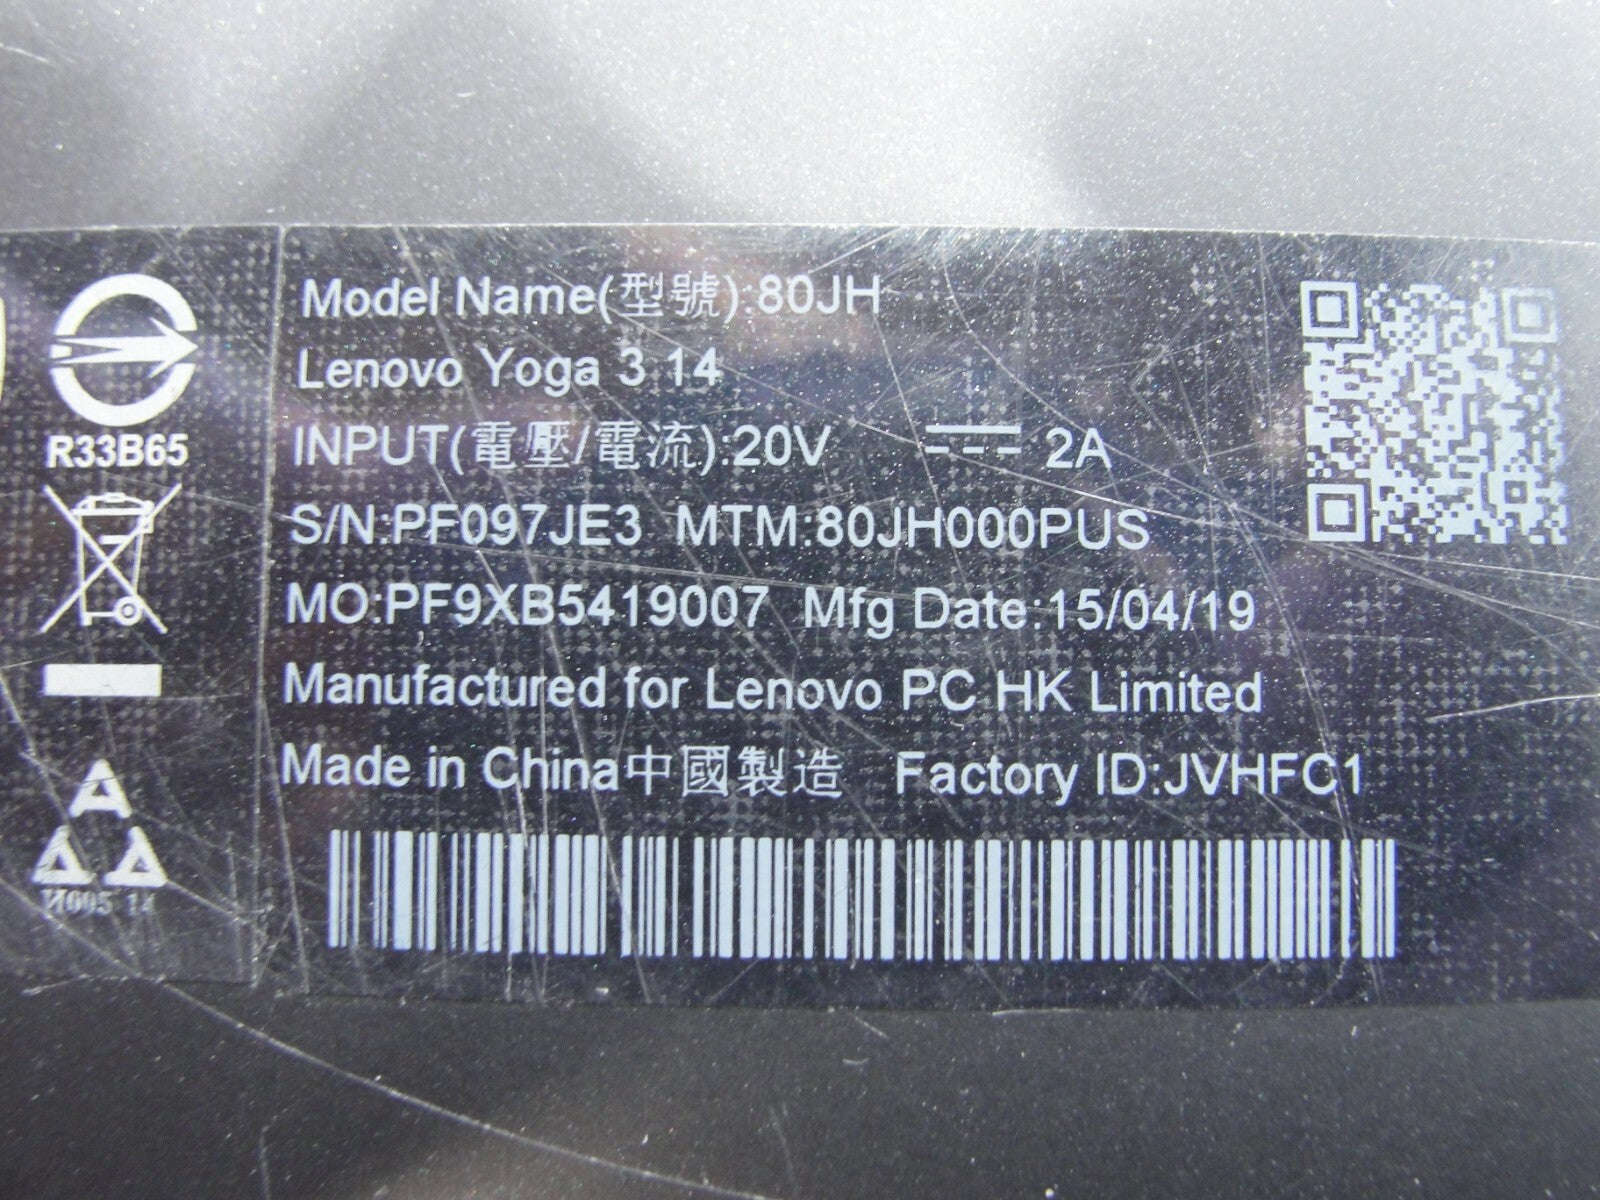 Model Name(型號):80JH
Lenovo Yoga 3 14
INPUT(電壓/電流):20V ⎓ 2A
S/N:PF097JE3 MTM:80JH000PUS
MO:PF9XB5419007 Mfg Date:15/04/19
Manufactured for Lenovo PC HK Limited
Made in China中國製造 Factory ID:JVHFC1
R33B65